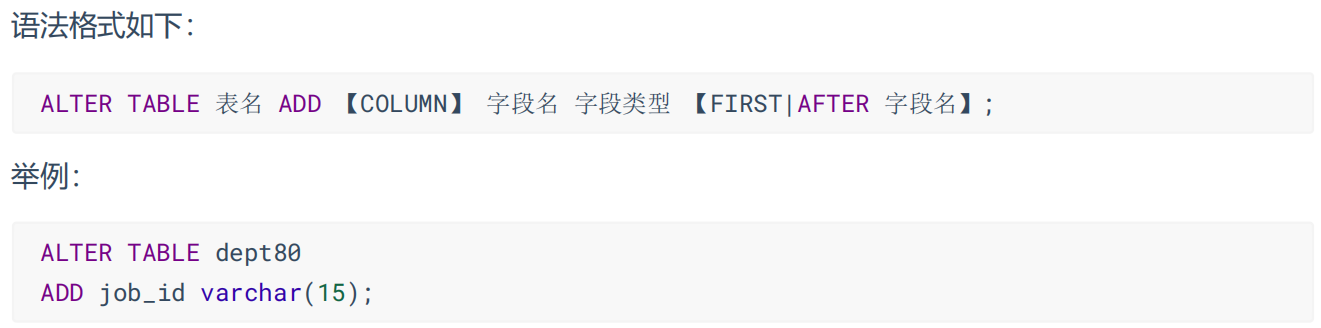 语法格式如下：
ALTER TABLE 表名 ADD 【COLUMN】 字段名 字段类型 【FIRST|AFTER 字段名】;
举例：
ALTER TABLE dept80
ADD job_id varchar(15);